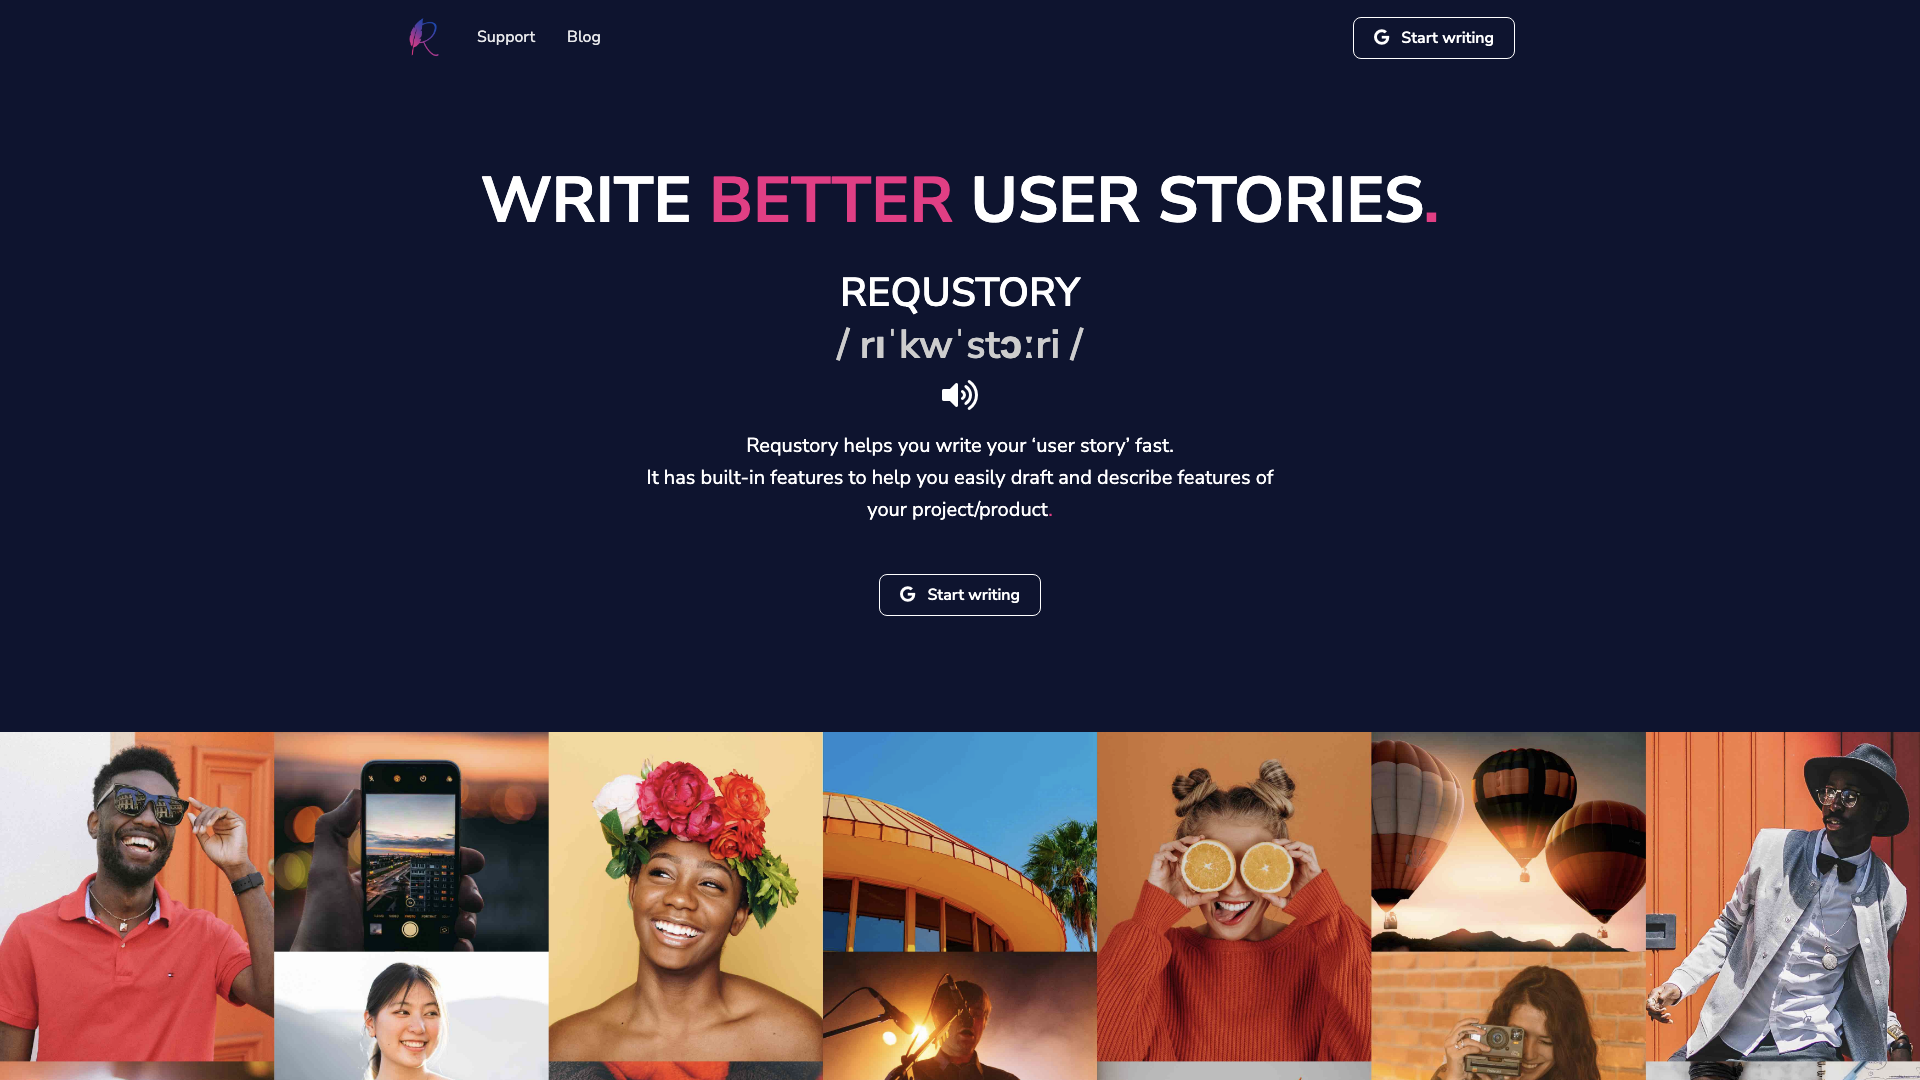 Support
Blog
Start writing
WRITE BETTER USER STORIES.
REQUSTORY
/ rɪˈkwˈstɔːri /
Requstory helps you write your ‘user story’ fast.
It has built-in features to help you easily draft and describe features of
your project/product.
Start writing